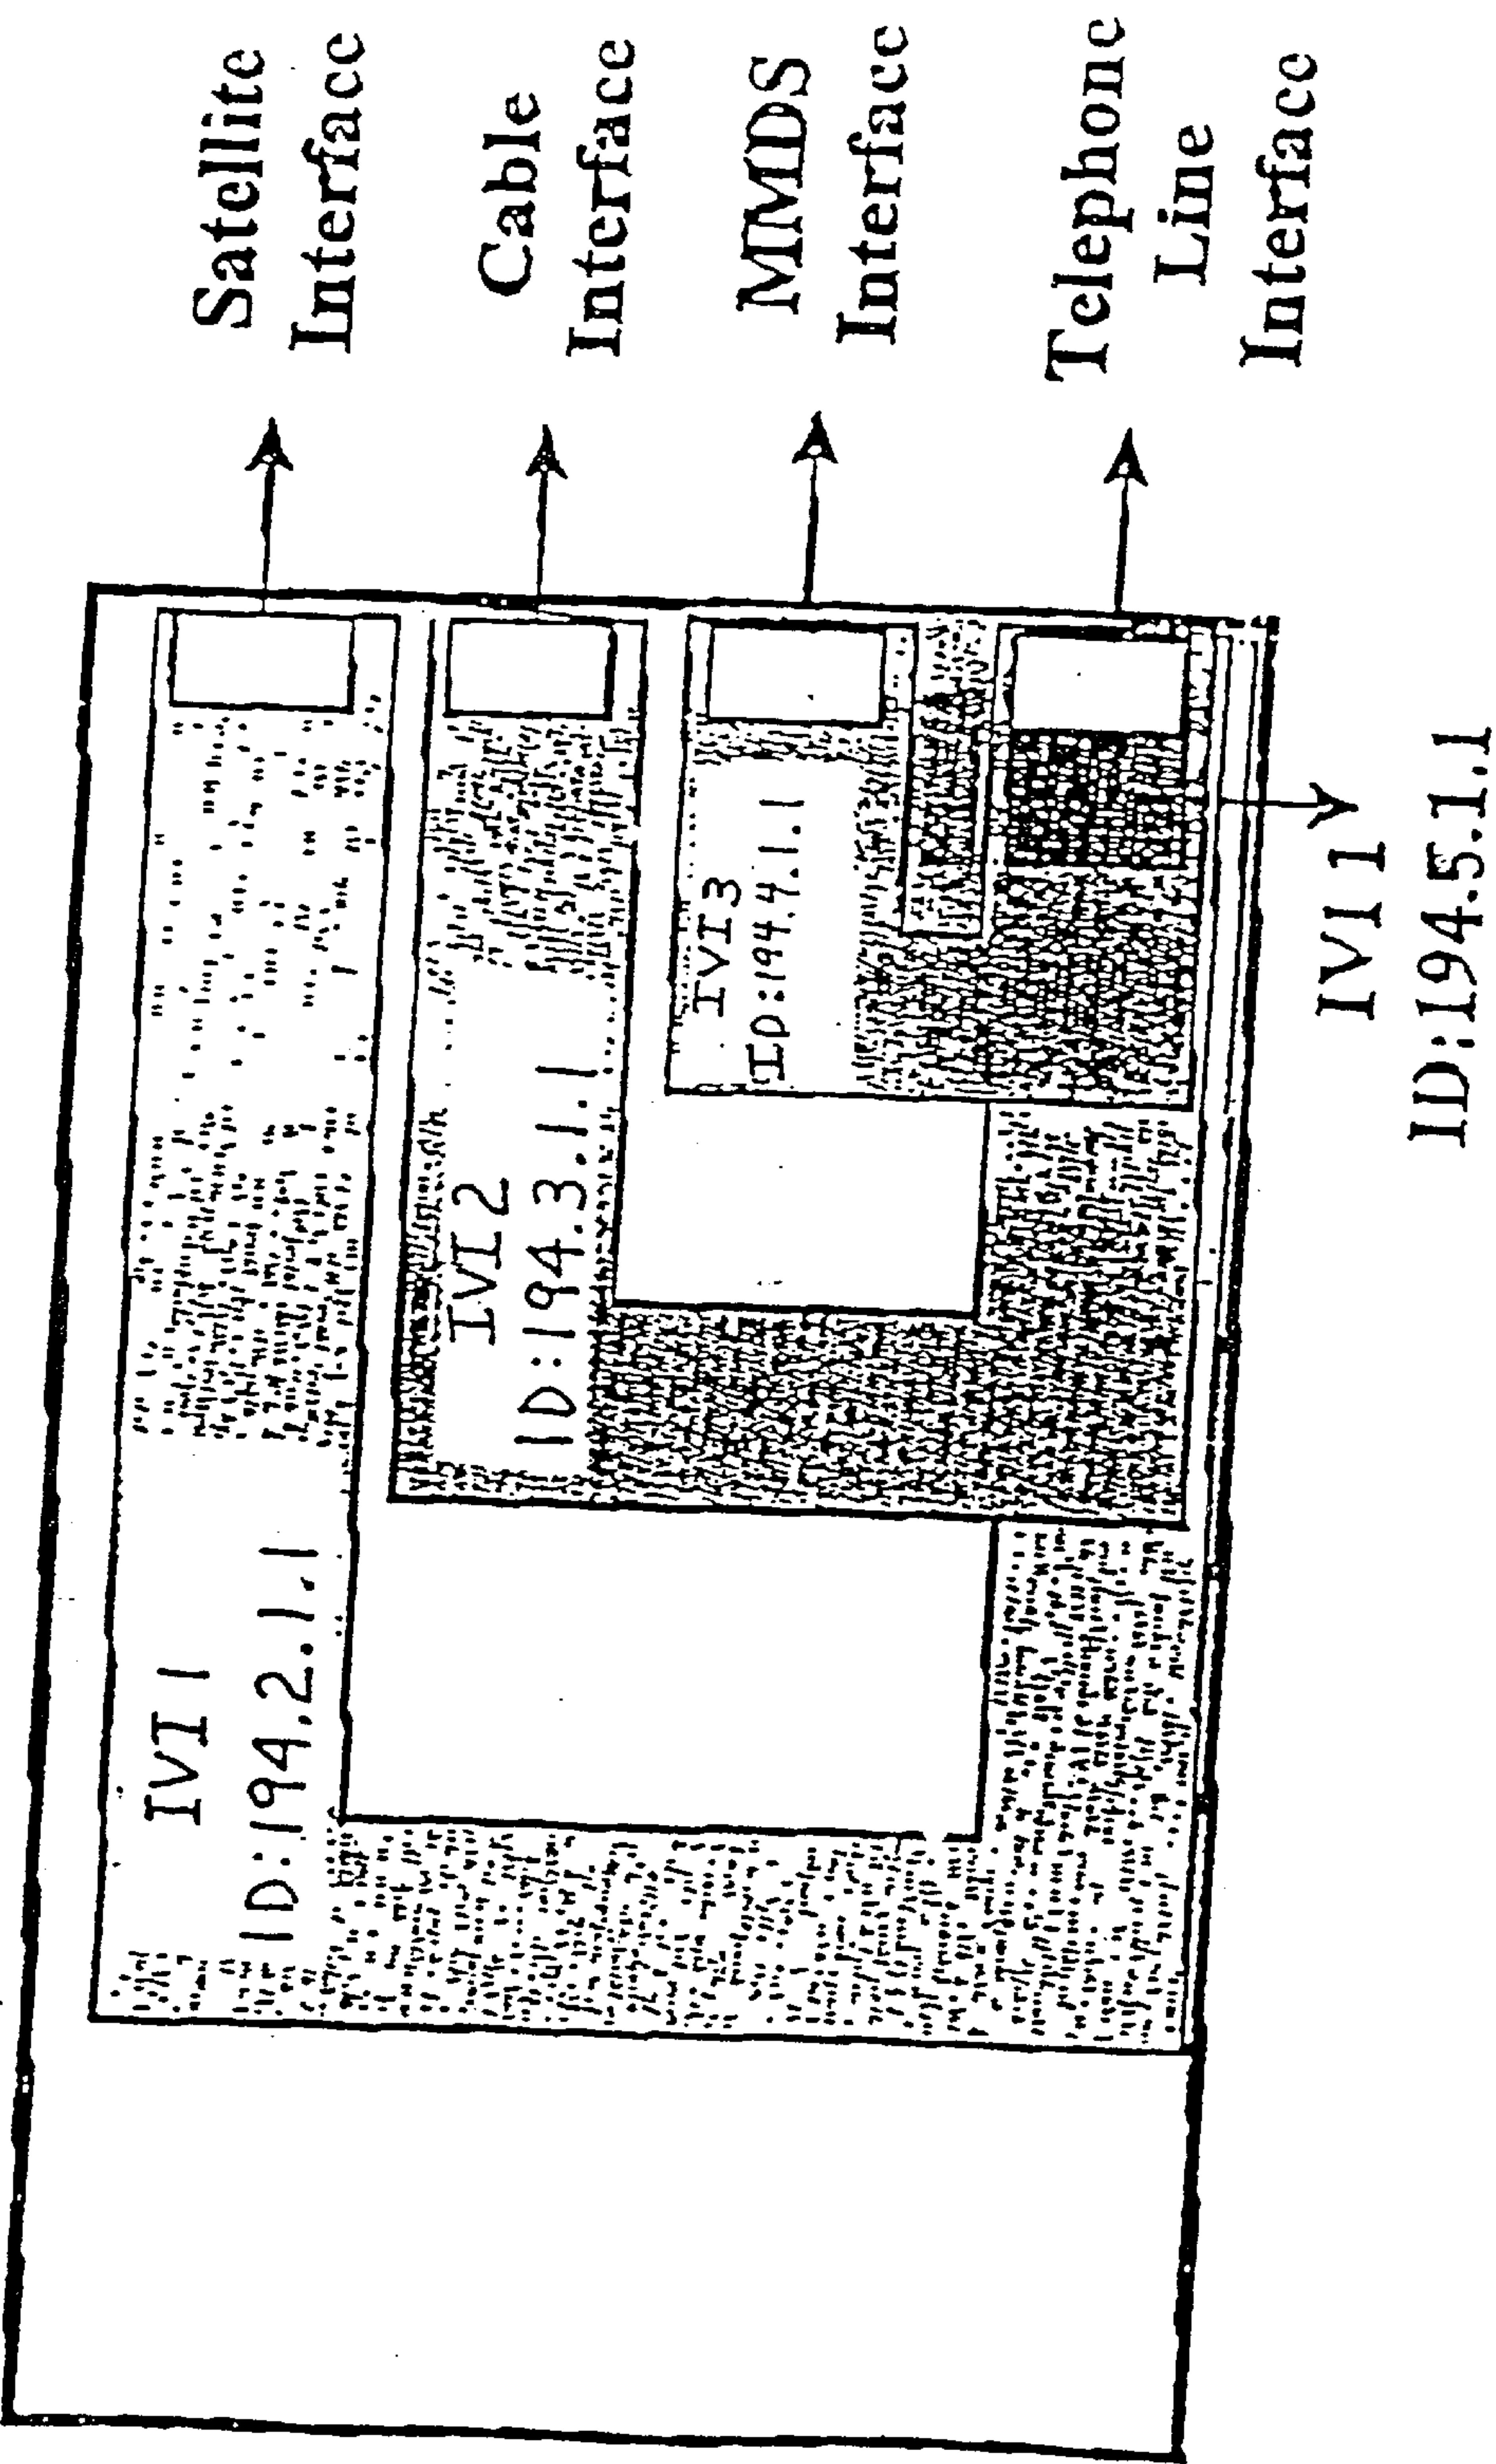 Satellite
Interface
Cable
Interface
MMDS
Interface
Telephone
Line
Interface
IVI 1
ID:194.2.1.1
IVI 2
ID:194.3.1.1
IVI 3
ID:194.4.1.1
IVI 1
ID:194.5.1.1